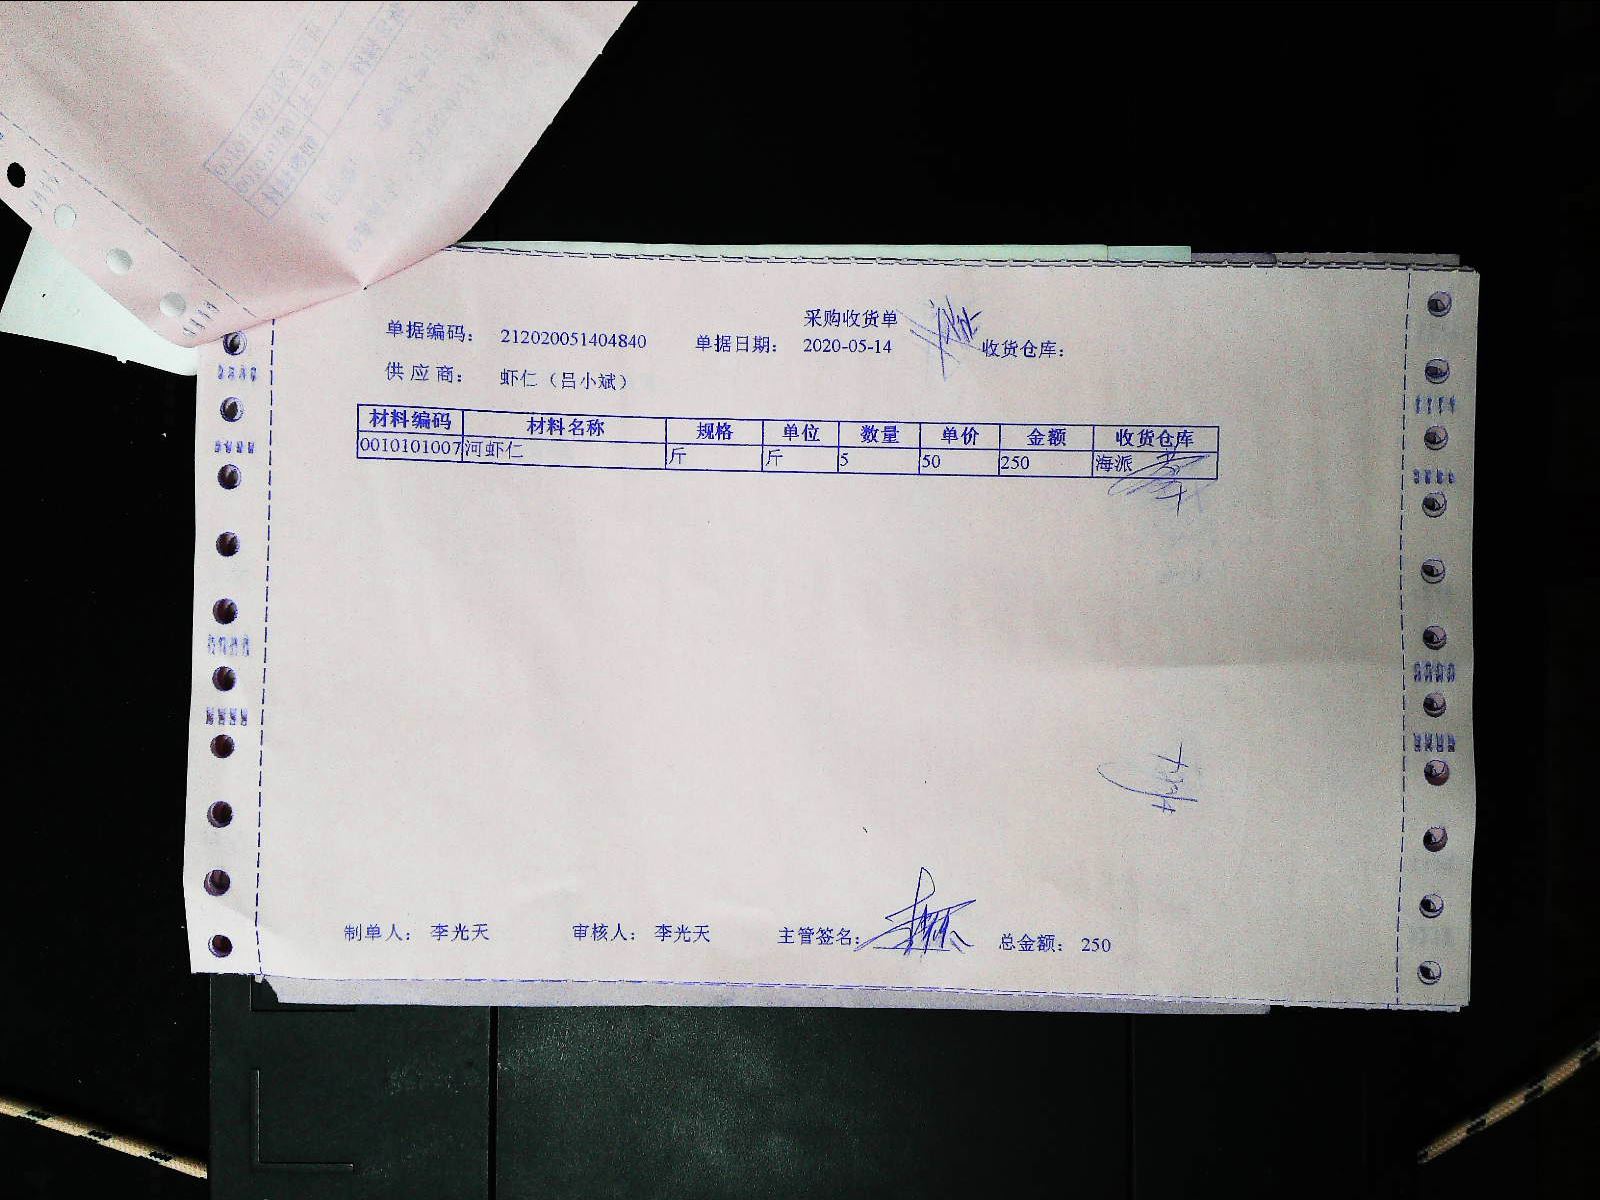 采购收货单
单据编码： 212020051404840 单据日期： 2020-05-14 收货仓库：
供应商： 虾仁（吕小斌）
材料编码 材料名称 规格 单位 数量 单价 金额 收货仓库
0010101007 河虾仁 斤 斤 5 50 250 海派
制单人： 李光天 审核人： 李光天 主管签名： 总金额： 250